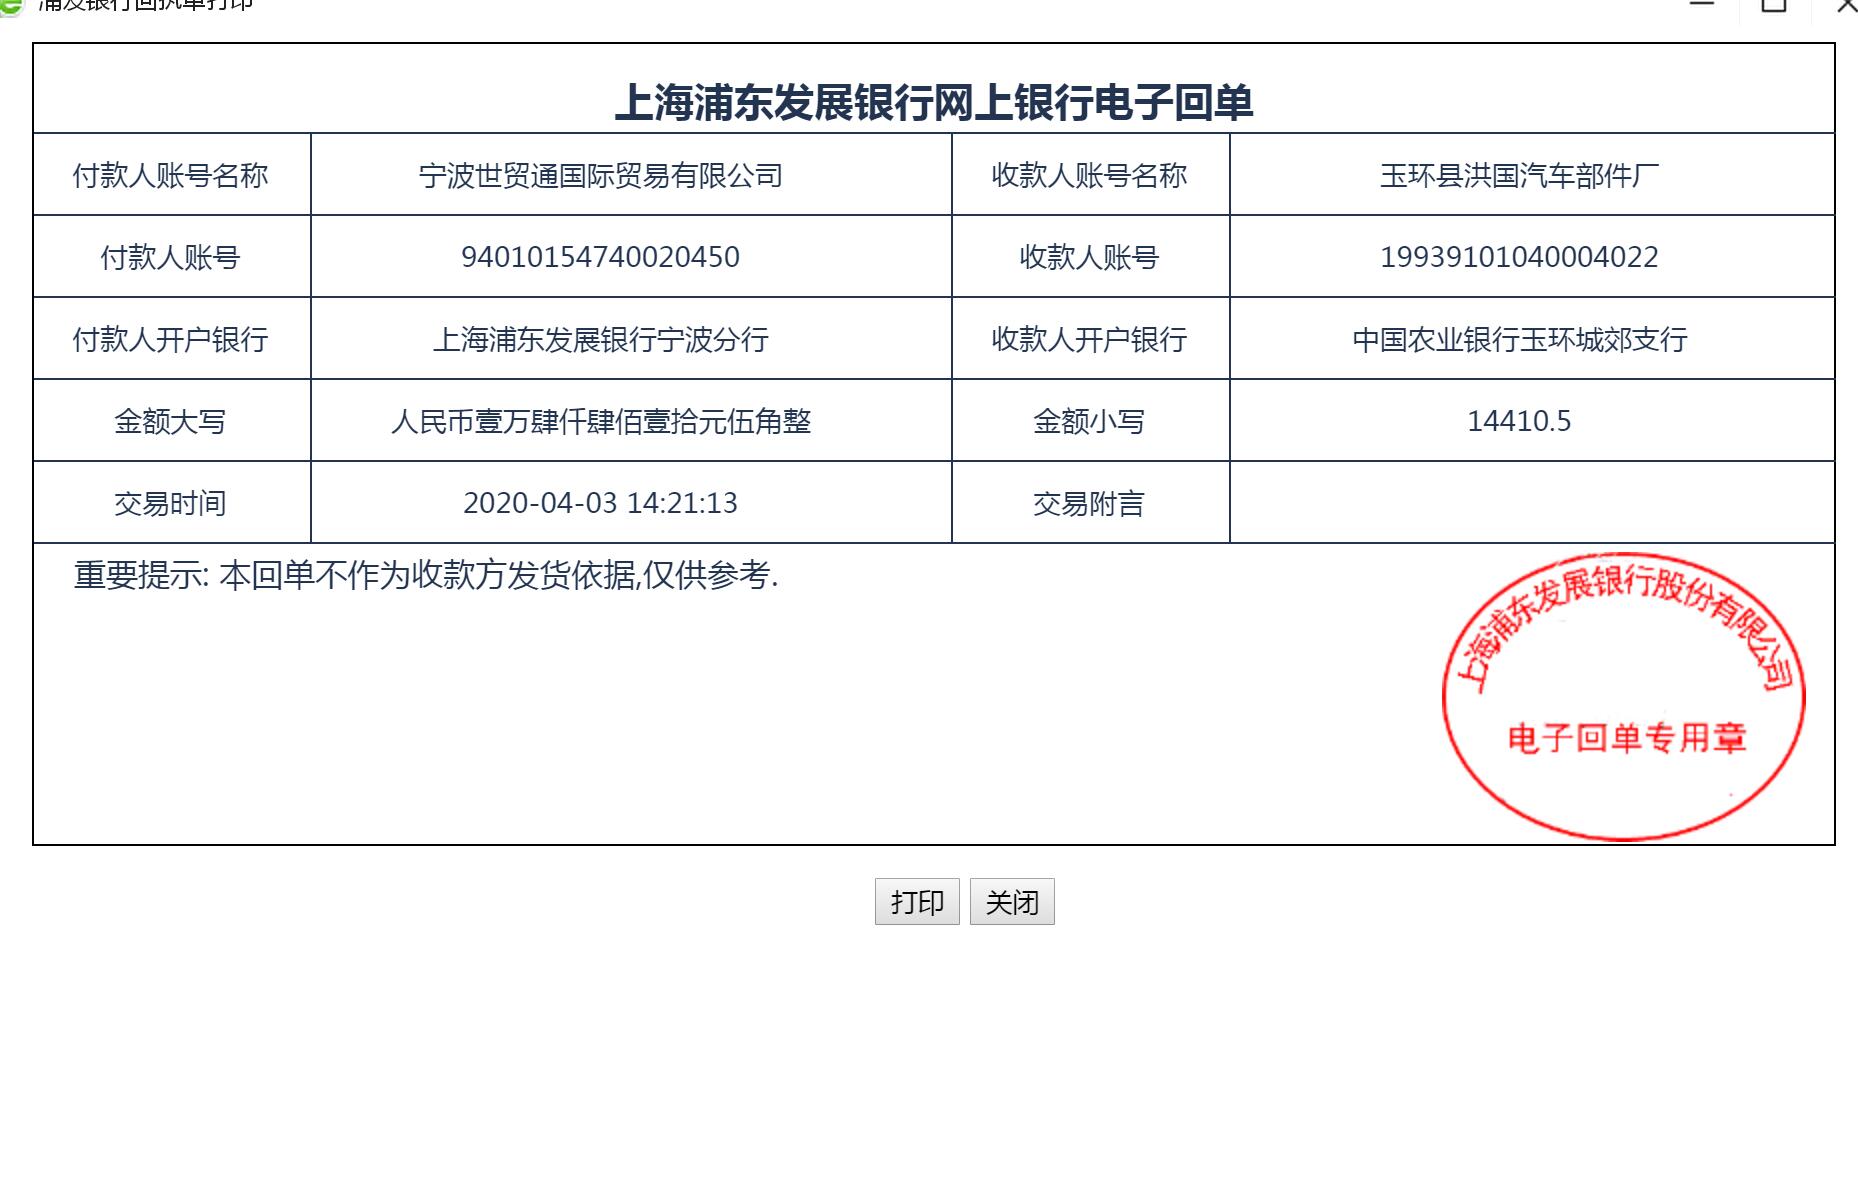 浦发银行回执单打印
上海浦东发展银行网上银行电子回单
付款人账号名称 宁波世贸通国际贸易有限公司 收款人账号名称 玉环县洪国汽车部件厂
付款人账号 94010154740020450 收款人账号 19939101040004022
付款人开户银行 上海浦东发展银行宁波分行 收款人开户银行 中国农业银行玉环城郊支行
金额大写 人民币壹万肆仟肆佰壹拾元伍角整 金额小写 14410.5
交易时间 2020-04-03 14:21:13 交易附言
重要提示: 本回单不作为收款方发货依据,仅供参考.
上海浦东发展银行股份有限公司
电子回单专用章
打印 关闭